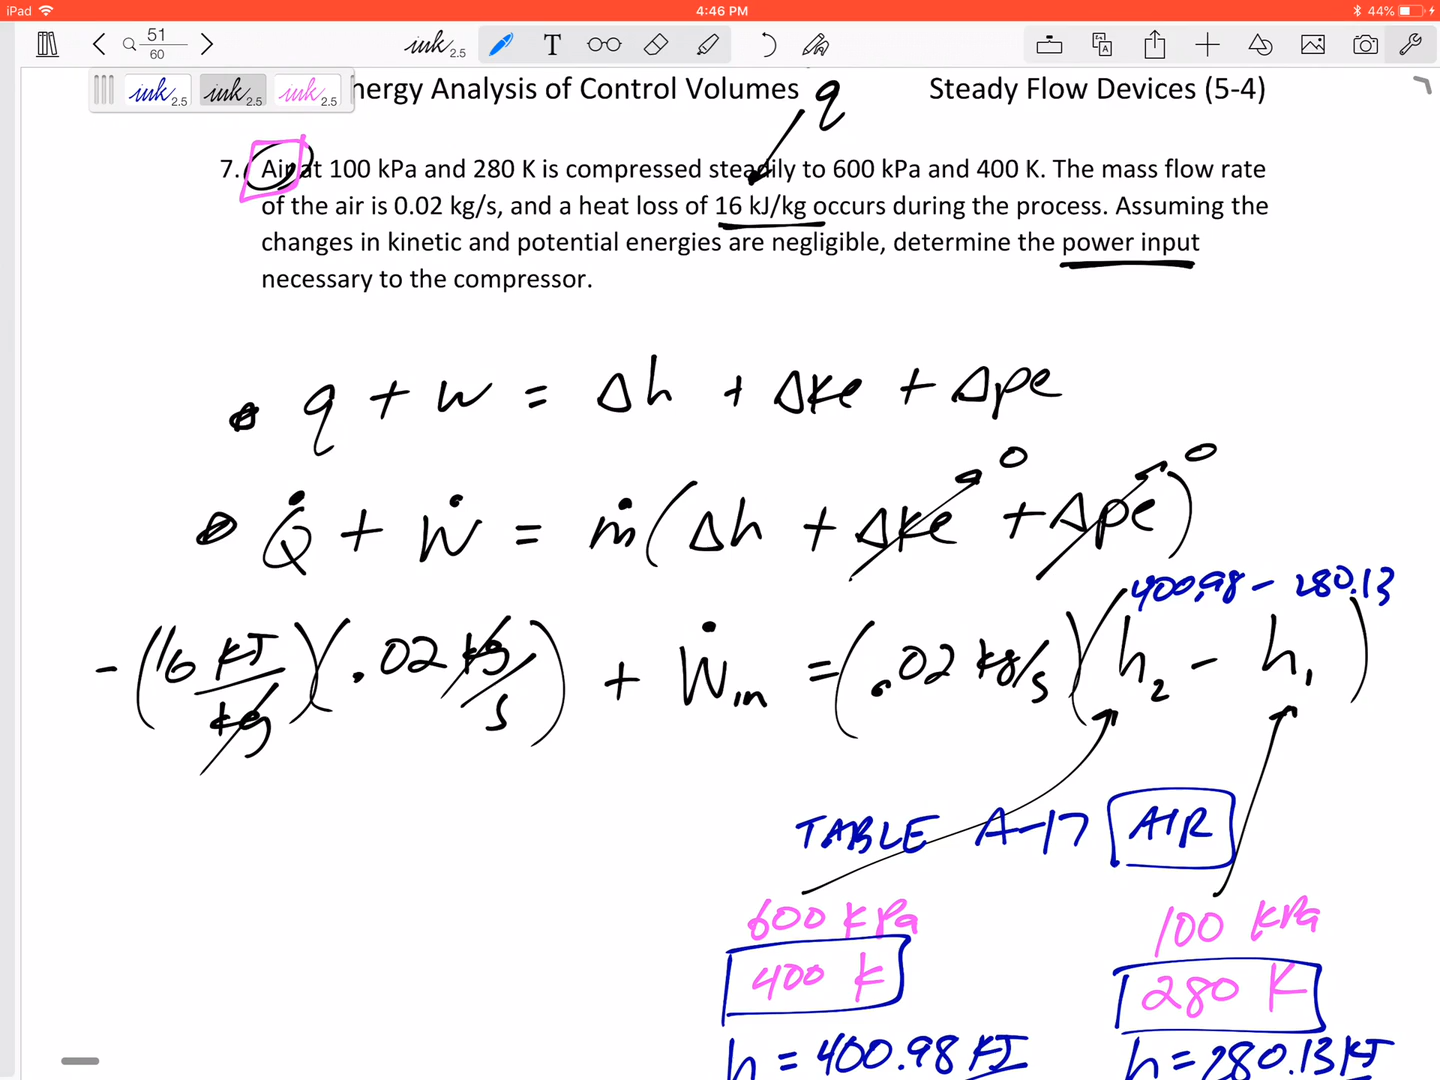 iPad 4:46 PM 44%
51
60
ink 2.5 T
ink 2.5 ink 2.5 ink 2.5
nergy Analysis of Control Volumes Steady Flow Devices (5-4)
q
7. Air at 100 kPa and 280 K is compressed steadily to 600 kPa and 400 K. The mass flow rate
of the air is 0.02 kg/s, and a heat loss of 16 kJ/kg occurs during the process. Assuming the
changes in kinetic and potential energies are negligible, determine the power input
necessary to the compressor.
q + w = Δh + Δke + Δpe
0 0
Q̇ + Ẇ = ṁ(Δh + Δke + Δpe)
400.98 - 280.13
-(16 KJ/kg)(.02 kg/s) + Ẇin = (.02 kg/s)(h₂ - h₁)
TABLE A-17 AIR
600 kPa 100 kPa
400 K 280 K
h = 400.98 KJ h = 280.13 KJ